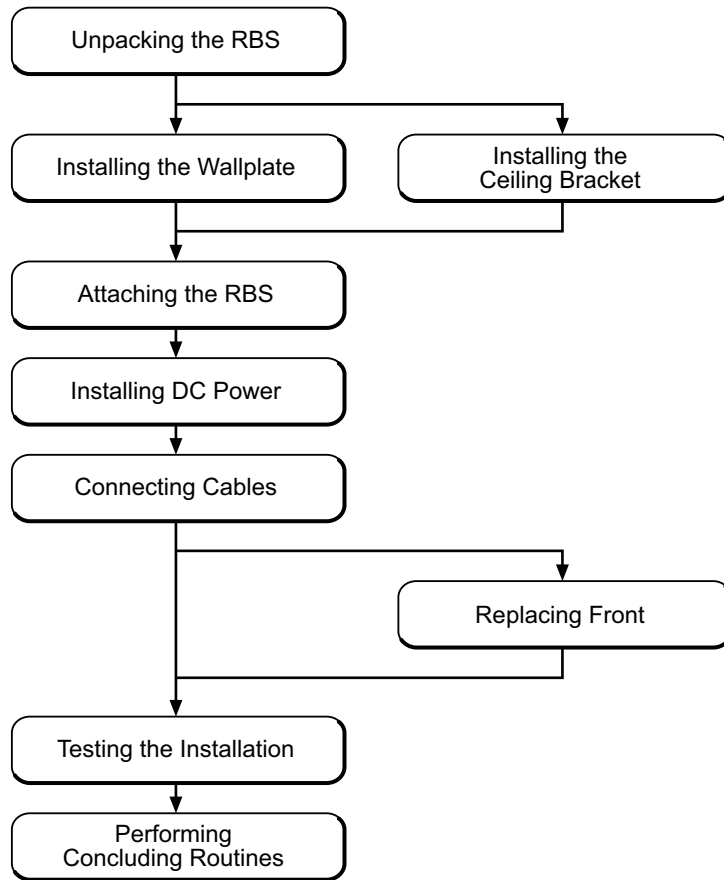 Unpacking the RBS
Installing the Wallplate
Installing the
Ceiling Bracket
Attaching the RBS
Installing DC Power
Connecting Cables
Replacing Front
Testing the Installation
Performing
Concluding Routines